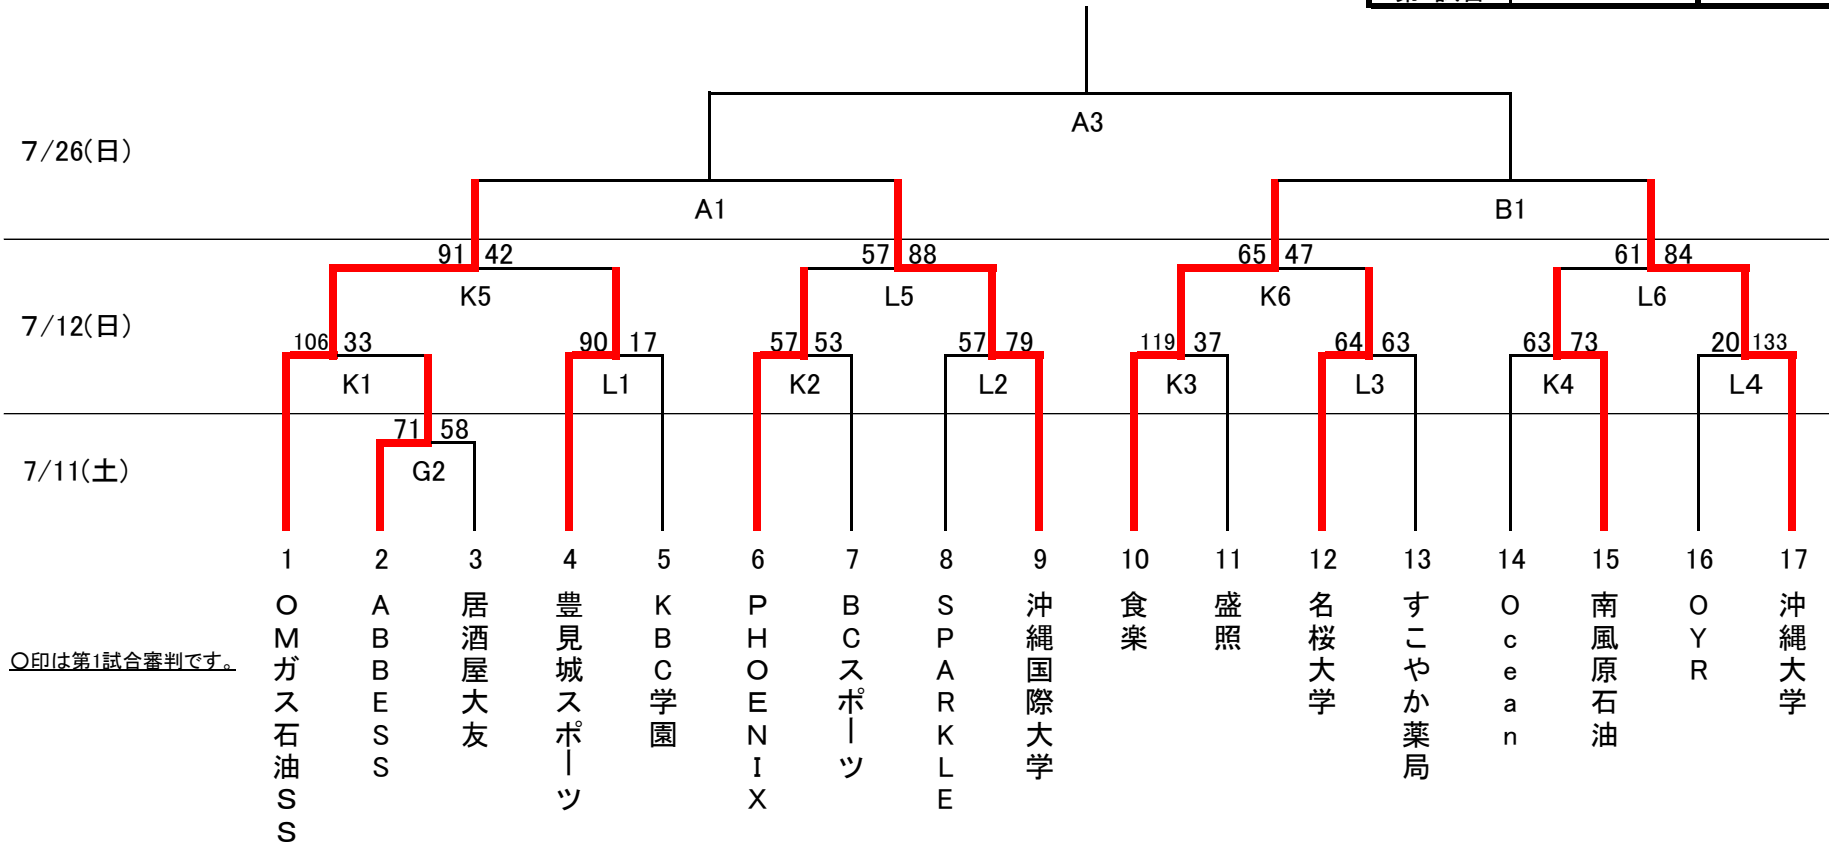 A3
7/26(日)
A1 B1
91 42 57 88 65 47 61 84
K5 L5 K6 L6
7/12(日)
106 33 90 17 57 53 57 79 119 37 64 63 63 73 20 133
K1 L1 K2 L2 K3 L3 K4 L4
71 58
7/11(土)
G2
1 2 3 4 5 6 7 8 9 10 11 12 13 14 15 16 17
OMガス石油SS
ABBESS
居酒屋大友
豊見城スポーツ
KBC学園
PHOENIX
BCスポーツ
SPARKLE
沖縄国際大学
食楽
盛照
名桜大学
すこやか薬局
Ocean
南風原石油
OYR
沖縄大学
〇印は第1試合審判です。